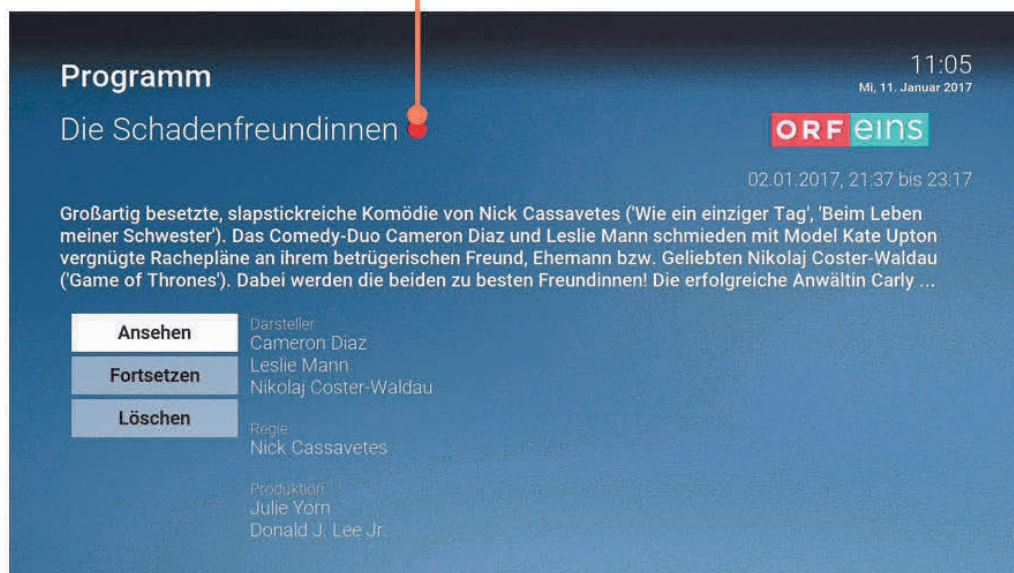 Programm
11:05
Mi, 11. Januar 2017
Die Schadenfreundinnen
ORF eins
02.01.2017, 21:37 bis 23:17
Großartig besetzte, slapstickreiche Komödie von Nick Cassavetes ('Wie ein einziger Tag', 'Beim Leben
meiner Schwester'). Das Comedy-Duo Cameron Diaz und Leslie Mann schmieden mit Model Kate Upton
vergnügte Rachepläne an ihrem betrügerischen Freund, Ehemann bzw. Geliebten Nikolaj Coster-Waldau
('Game of Thrones'). Dabei werden die beiden zu besten Freundinnen! Die erfolgreiche Anwältin Carly ...
Ansehen
Fortsetzen
Löschen
Darsteller
Cameron Diaz
Leslie Mann
Nikolaj Coster-Waldau
Regie
Nick Cassavetes
Produktion
Julie Yorn
Donald J. Lee Jr.